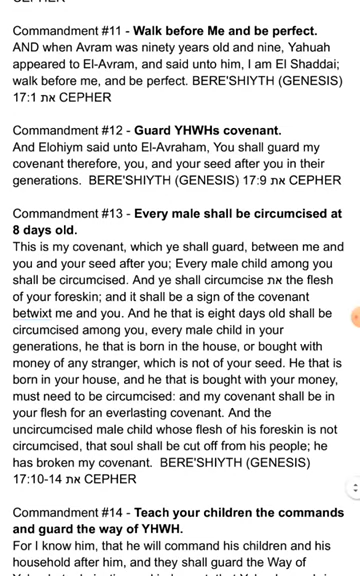 Commandment #11 - Walk before Me and be perfect.
AND when Avram was ninety years old and nine, Yahuah
appeared to El-Avram, and said unto him, I am El Shaddai;
walk before me, and be perfect. BERE'SHIYTH (GENESIS)
17:1 את CEPHER
Commandment #12 - Guard YHWHs covenant.
And Elohiym said unto El-Avraham, You shall guard my
covenant therefore, you, and your seed after you in their
generations. BERE'SHIYTH (GENESIS) 17:9 את CEPHER
Commandment #13 - Every male shall be circumcised at
8 days old.
This is my covenant, which ye shall guard, between me and
you and your seed after you; Every male child among you
shall be circumcised. And ye shall circumcise את the flesh
of your foreskin; and it shall be a sign of the covenant
betwixt me and you. And he that is eight days old shall be
circumcised among you, every male child in your
generations, he that is born in the house, or bought with
money of any stranger, which is not of your seed. He that is
born in your house, and he that is bought with your money,
must need to be circumcised: and my covenant shall be in
your flesh for an everlasting covenant. And the
uncircumcised male child whose flesh of his foreskin is not
circumcised, that soul shall be cut off from his people; he
has broken my covenant. BERE'SHIYTH (GENESIS)
17:10-14 את CEPHER
Commandment #14 - Teach your children the commands
and guard the way of YHWH.
For I know him, that he will command his children and his
household after him, and they shall guard the Way of